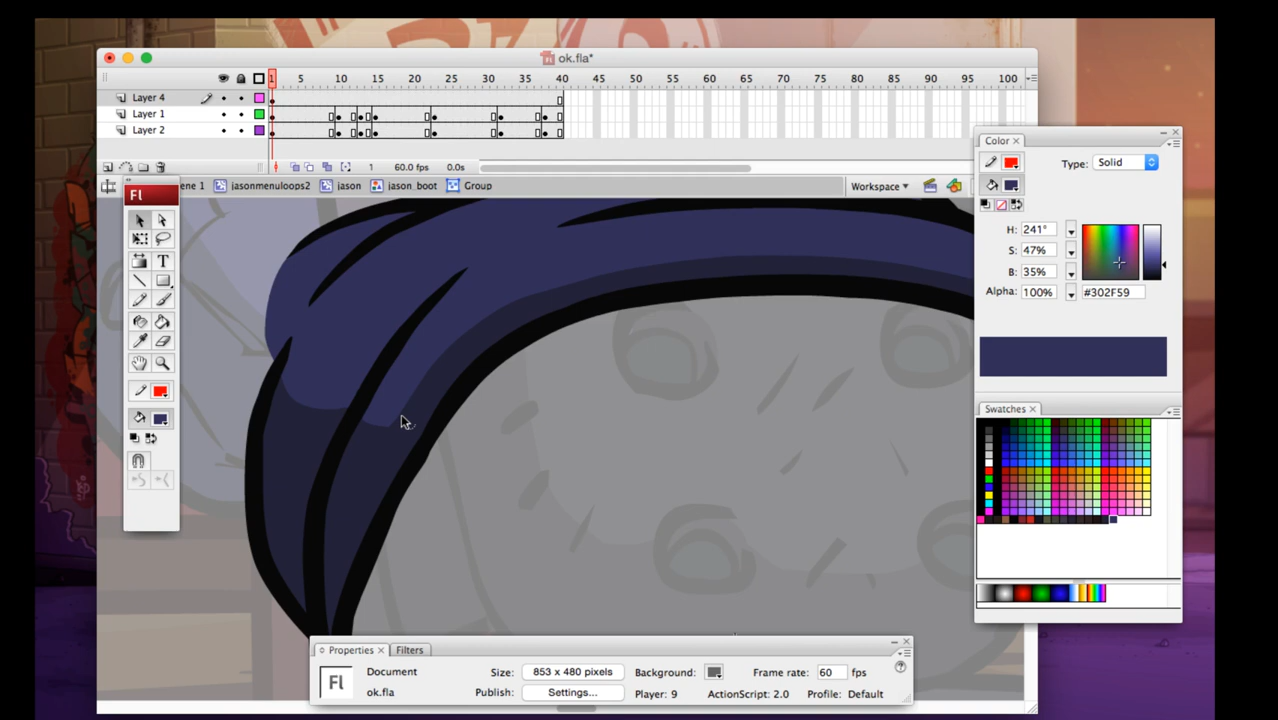 ok.fla*
1 5 10 15 20 25 30 35 40 45 50 55 60 65 70 75 80 85 90 95 100
Layer 4
Layer 1
Layer 2
1 60.0 fps 0.0s
ene 1 jasonmenuloops2 jason jason_boot Group Workspace
Fl
T
Color
Type: Solid
H: 241°
S: 47%
B: 35%
Alpha: 100% #302F59
Swatches
Properties Filters
Fl Document Size: 853 x 480 pixels Background: Frame rate: 60 fps
ok.fla Publish: Settings... Player: 9 ActionScript: 2.0 Profile: Default